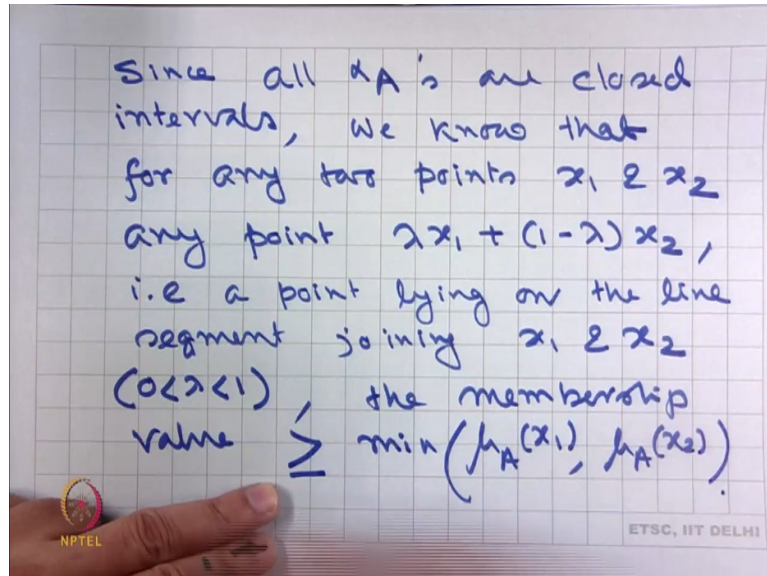 Since all αA's are closed
intervals, we know that
for any two points x₁ & x₂
any point λx₁ + (1-λ)x₂,
i.e a point lying on the line
segment joining x₁ & x₂
(0<λ<1), the membership
value ≥ min(μA(x₁), μA(x₂)).
NPTEL
ETSC, IIT DELHI